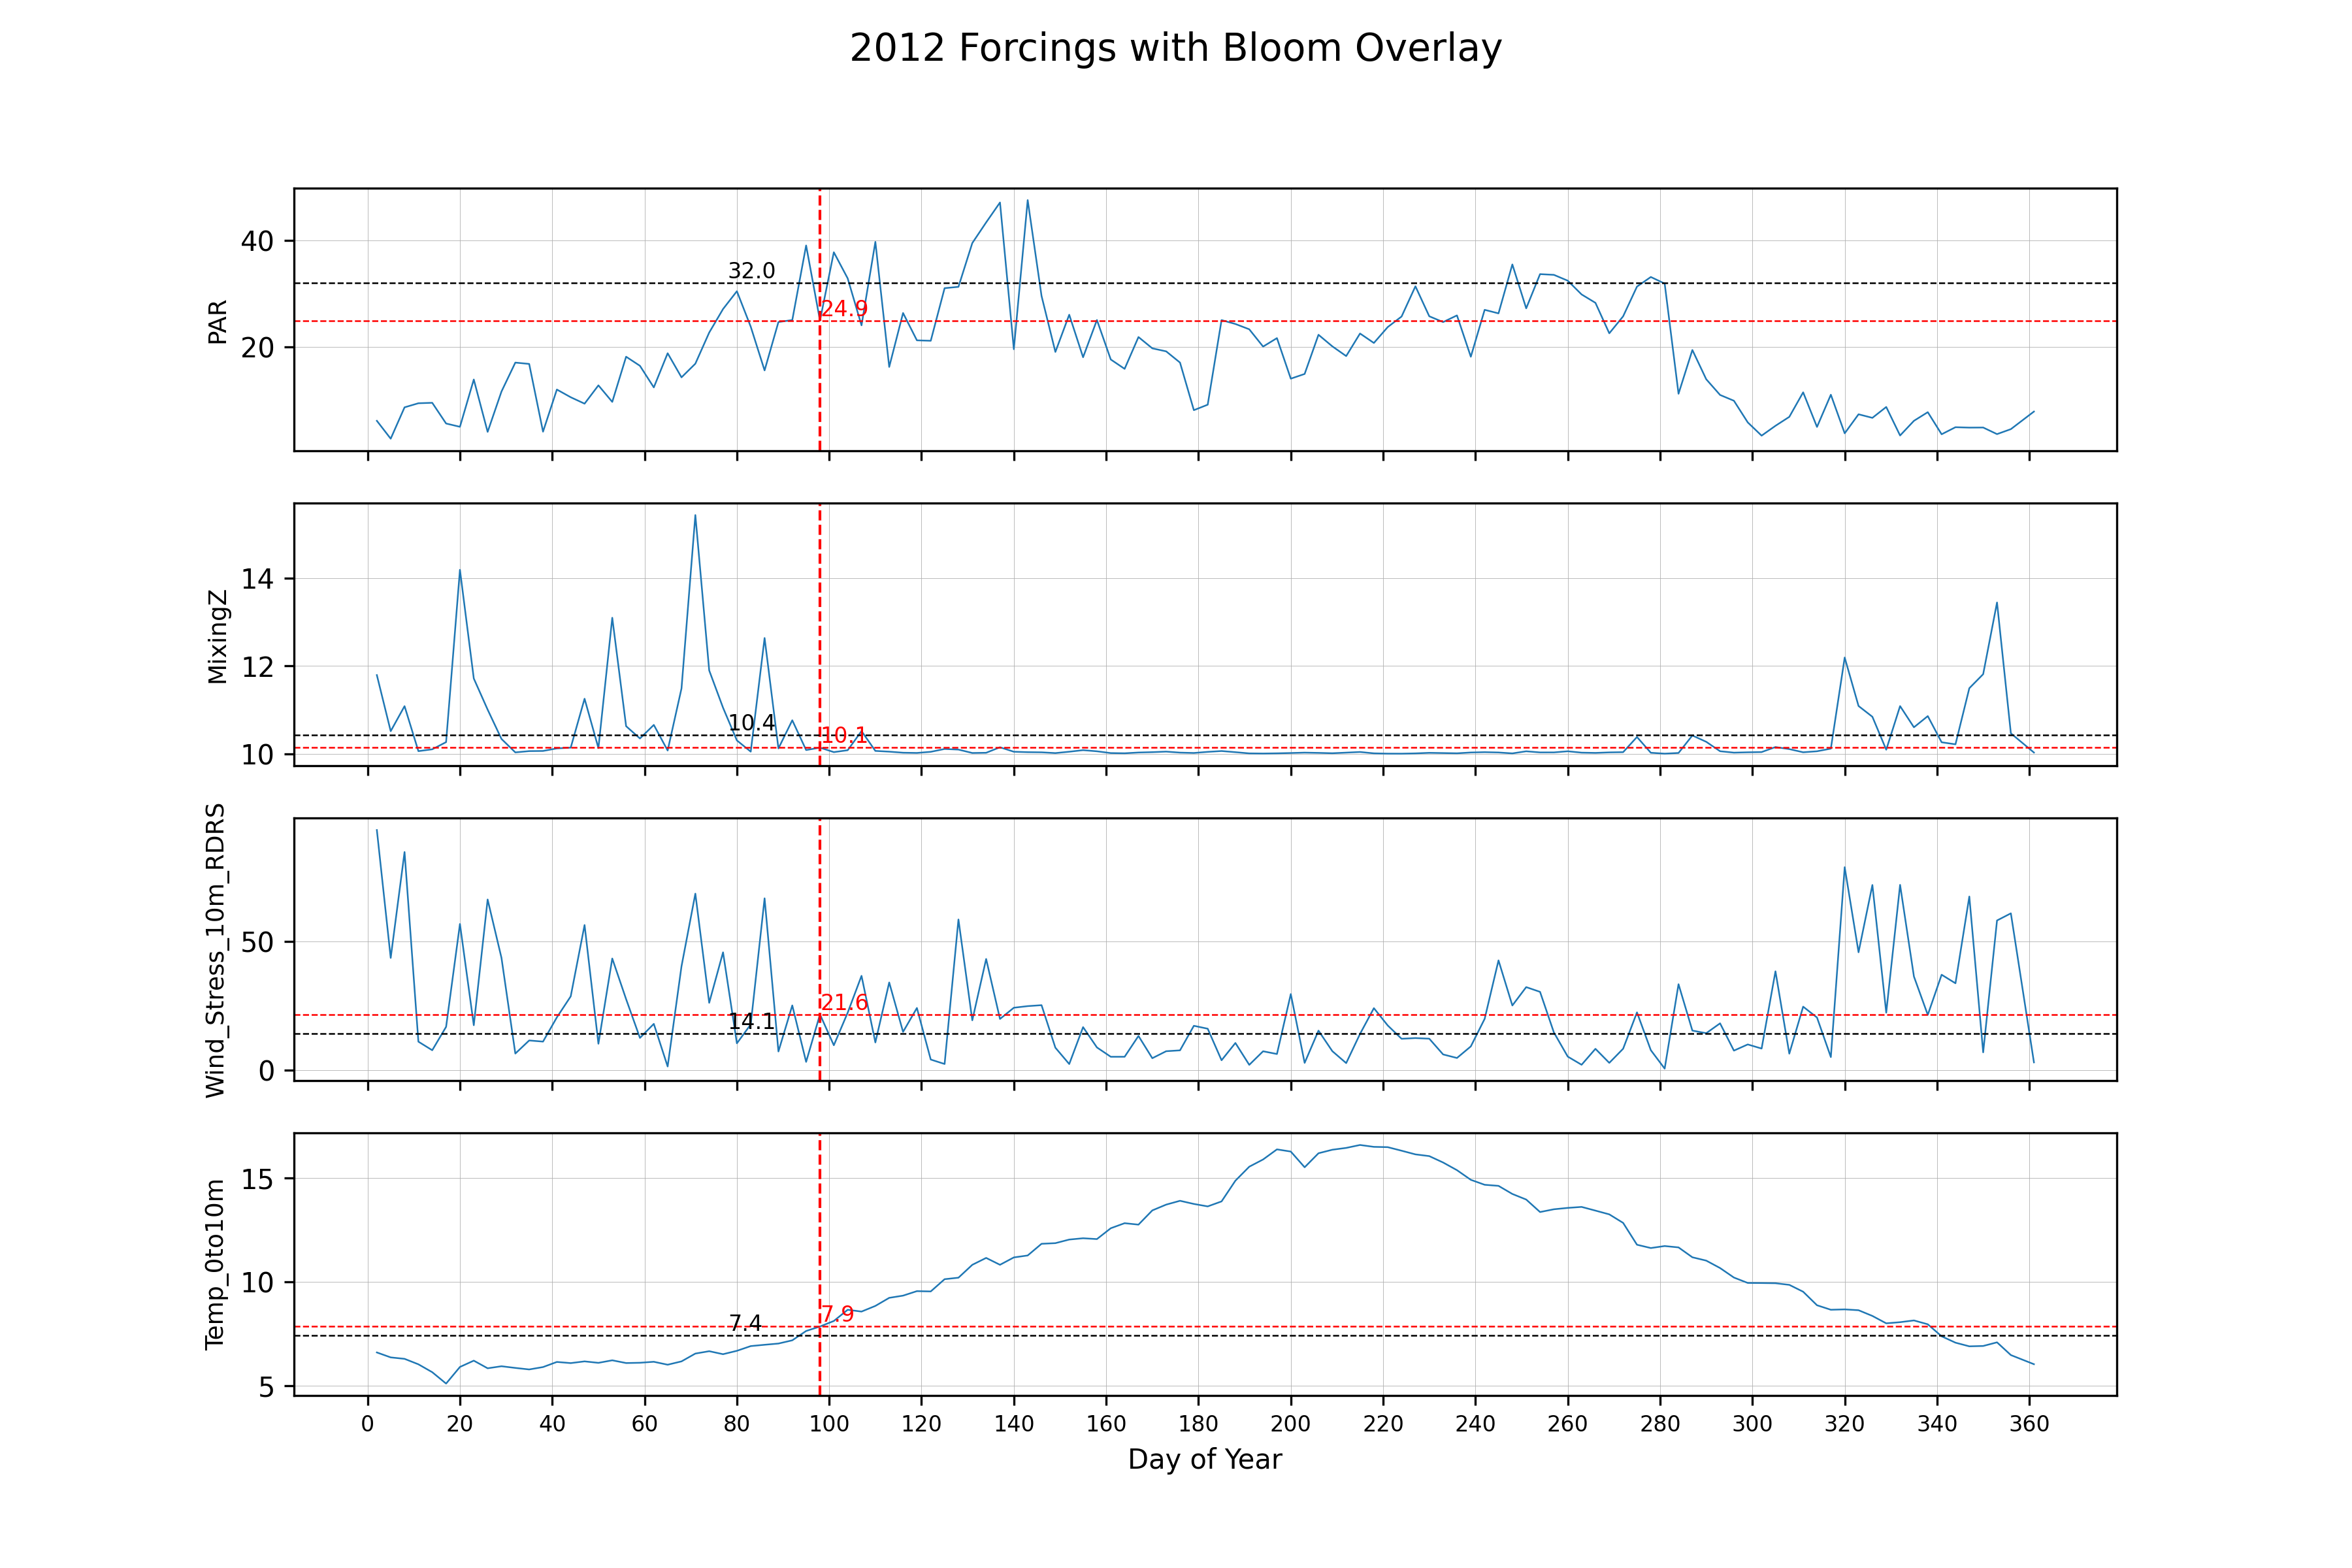 2012 Forcings with Bloom Overlay
PAR
40
20
32.0
24.9
MixingZ
14
12
10
10.4
10.1
Wind_Stress_10m_RDRS
50
0
21.6
14.1
Temp_0to10m
15
10
5
7.4
7.9
0 20 40 60 80 100 120 140 160 180 200 220 240 260 280 300 320 340 360
Day of Year